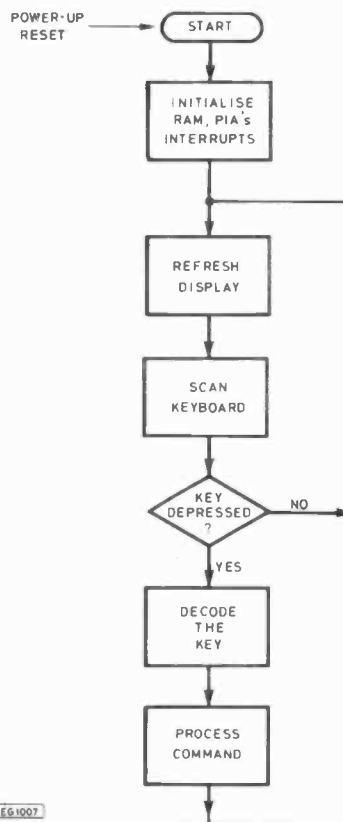 POWER-UP
RESET
START
INITIALISE
RAM, PIA's
INTERRUPTS
REFRESH
DISPLAY
SCAN
KEYBOARD
KEY
DEPRESSED
?
NO
YES
DECODE
THE
KEY
PROCESS
COMMAND
EG1007